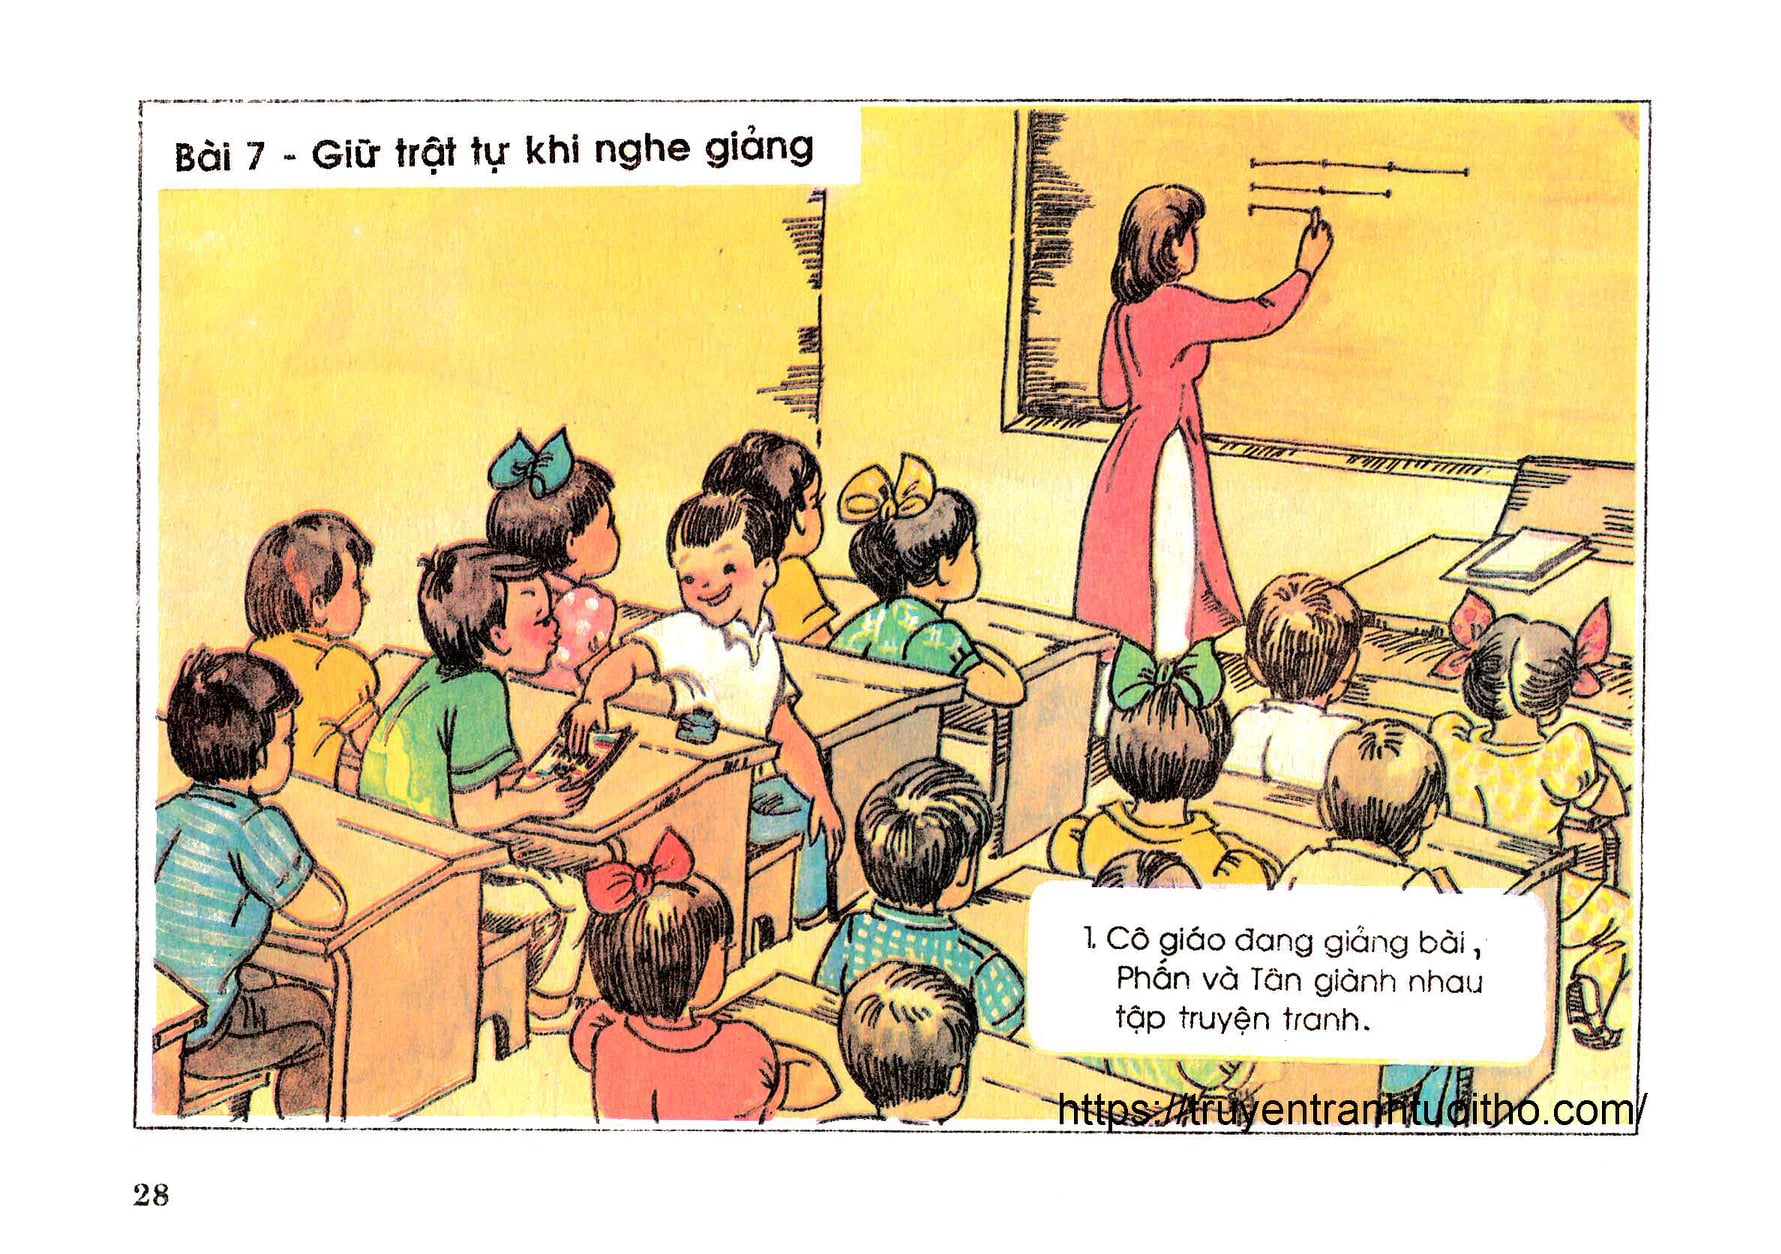 Bài 7 - Giữ trật tự khi nghe giảng
1. Cô giáo đang giảng bài,
Phấn và Tân giành nhau
tập truyện tranh.
https://truyentranhtuoitho.com/
28